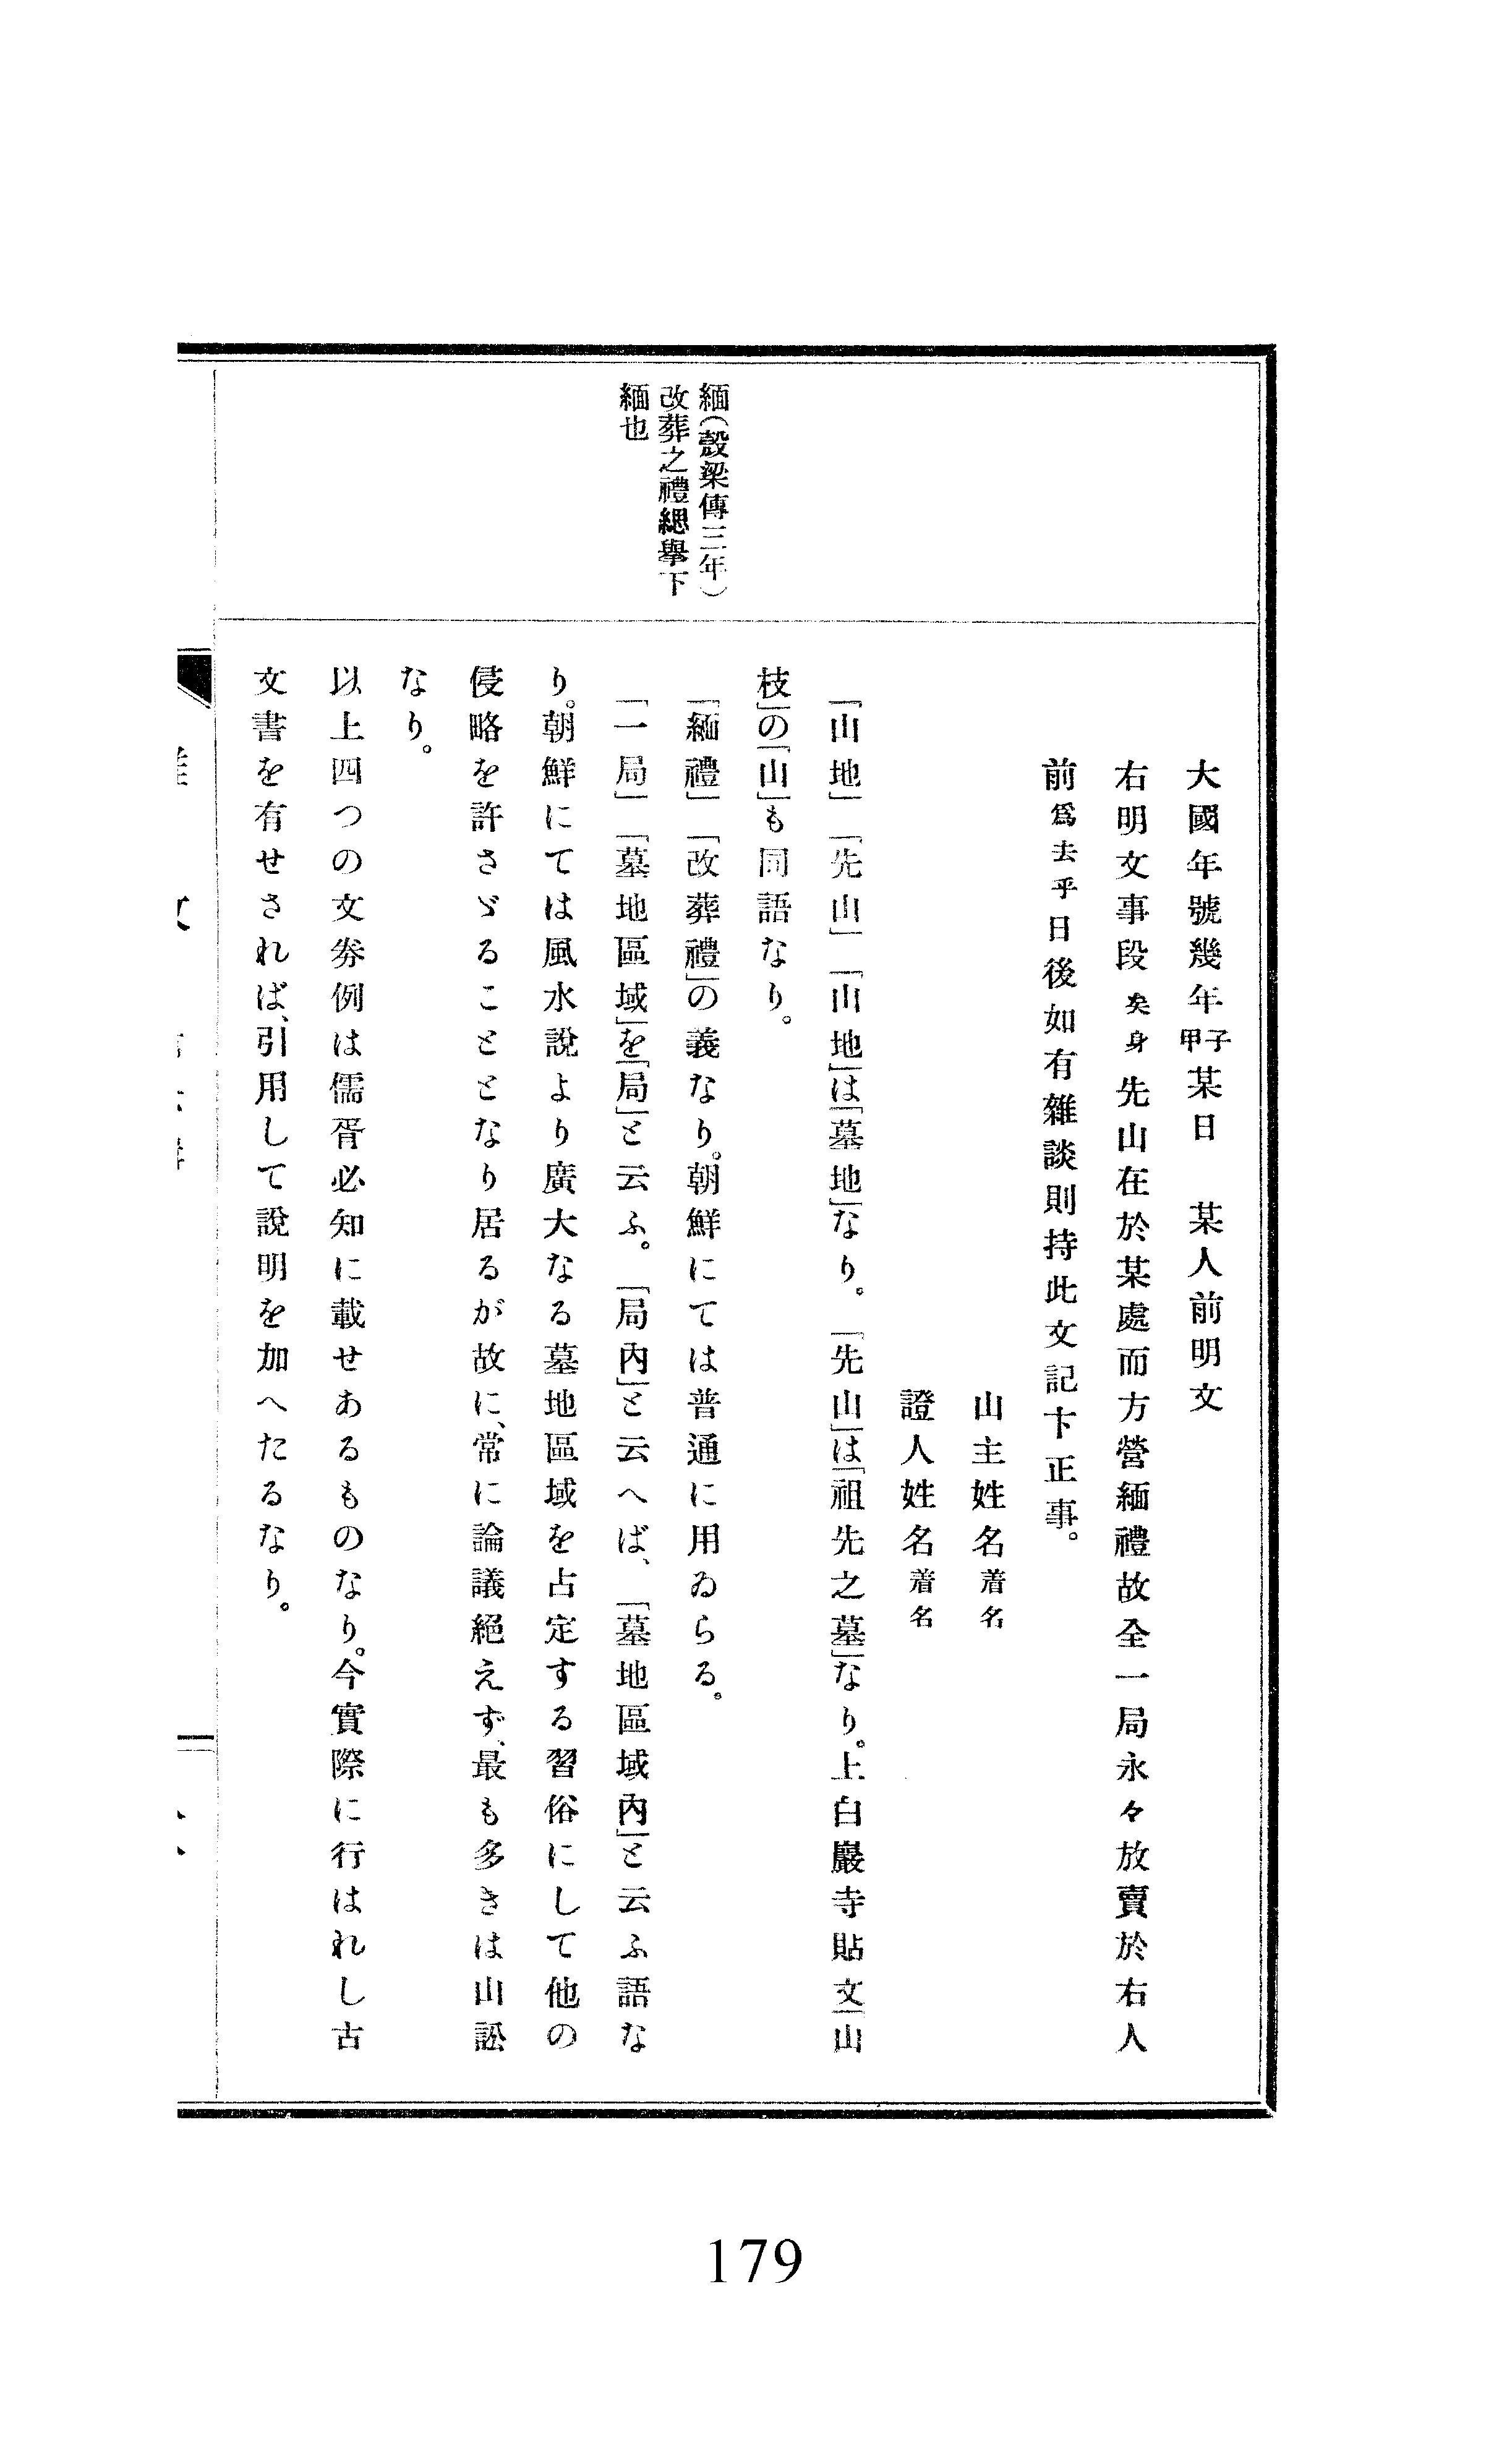 緬(穀梁傳三年)
改葬之禮緦擧下
緬也
大國年號幾年甲子某日　某人前明文
右明文事段矣身先山在於某處而方營緬禮故全一局永々放賣於右人
前爲去乎日後如有雜談則持此文記卞正事。
山主姓名着名
證人姓名着名
「山地」「先山」「山地」は「墓地」なり。「先山」は「祖先之墓」なり。上白巖寺貼文「山
枝」の「山」も同語なり。
「緬禮」「改葬禮」の義なり。朝鮮にては普通に用ゐらる。
「一局」「墓地區域」を「局」と云ふ。「局內」と云へば、「墓地區域內」と云ふ語な
り。朝鮮にては風水說より廣大なる墓地區域を占定する習俗にして他の
侵略を許さゞることとなり居るが故に、常に論議絕えず、最も多きは山訟
なり。
以上四つの文劵例は儒胥必知に載せあるものなり。今實際に行はれし古
文書を有せされば、引用して說明を加へたるなり。
179